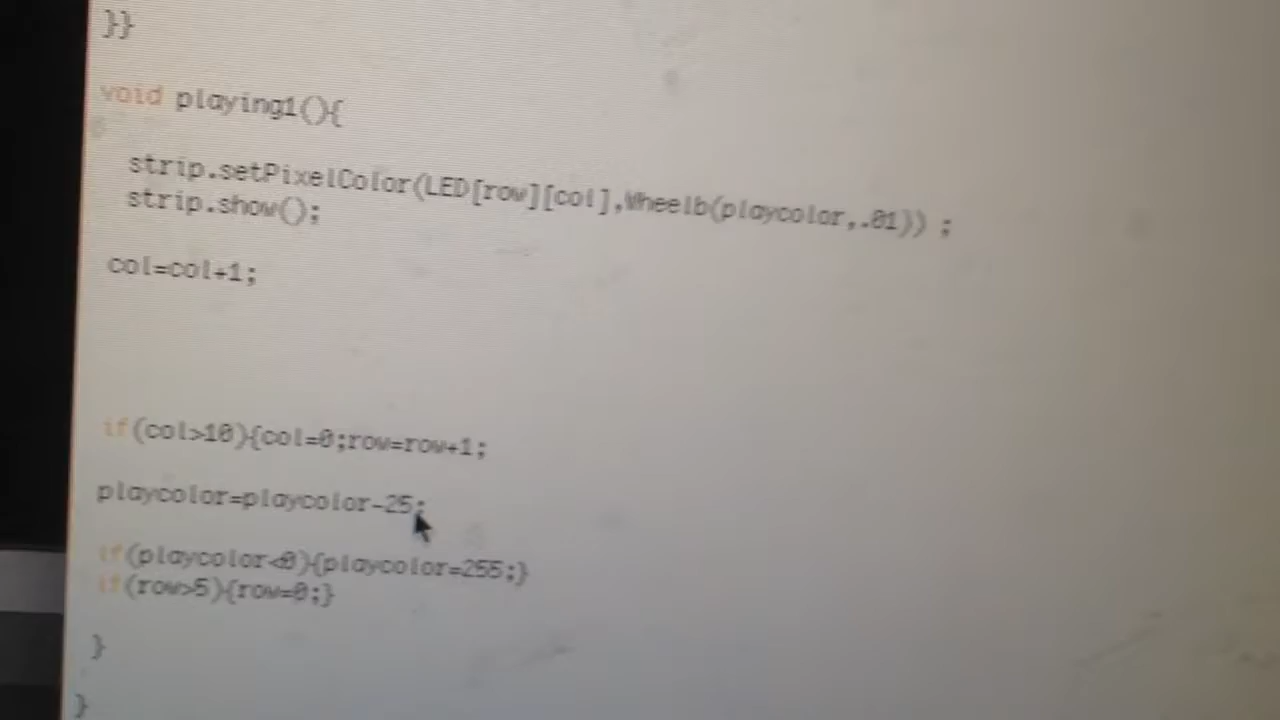 }}
void playing1(){
strip.setPixelColor(LED[row][col],Wheelb(playcolor,.01)) ;
strip.show();
col=col+1;
if(col>10){col=0;row=row+1;
playcolor=playcolor-25;
if(playcolor<0){playcolor=255;}
if(row>5){row=0;}
}
}